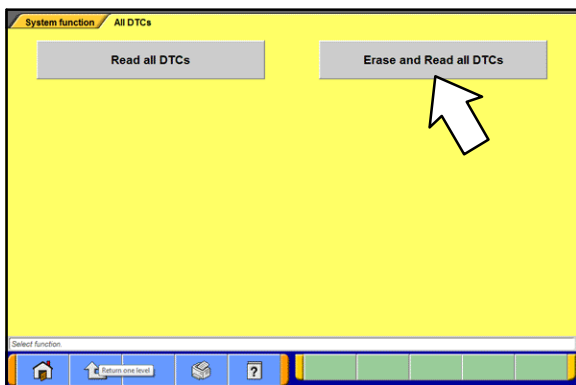 System function All DTCs
Read all DTCs
Erase and Read all DTCs
Select function.
Return one level
?